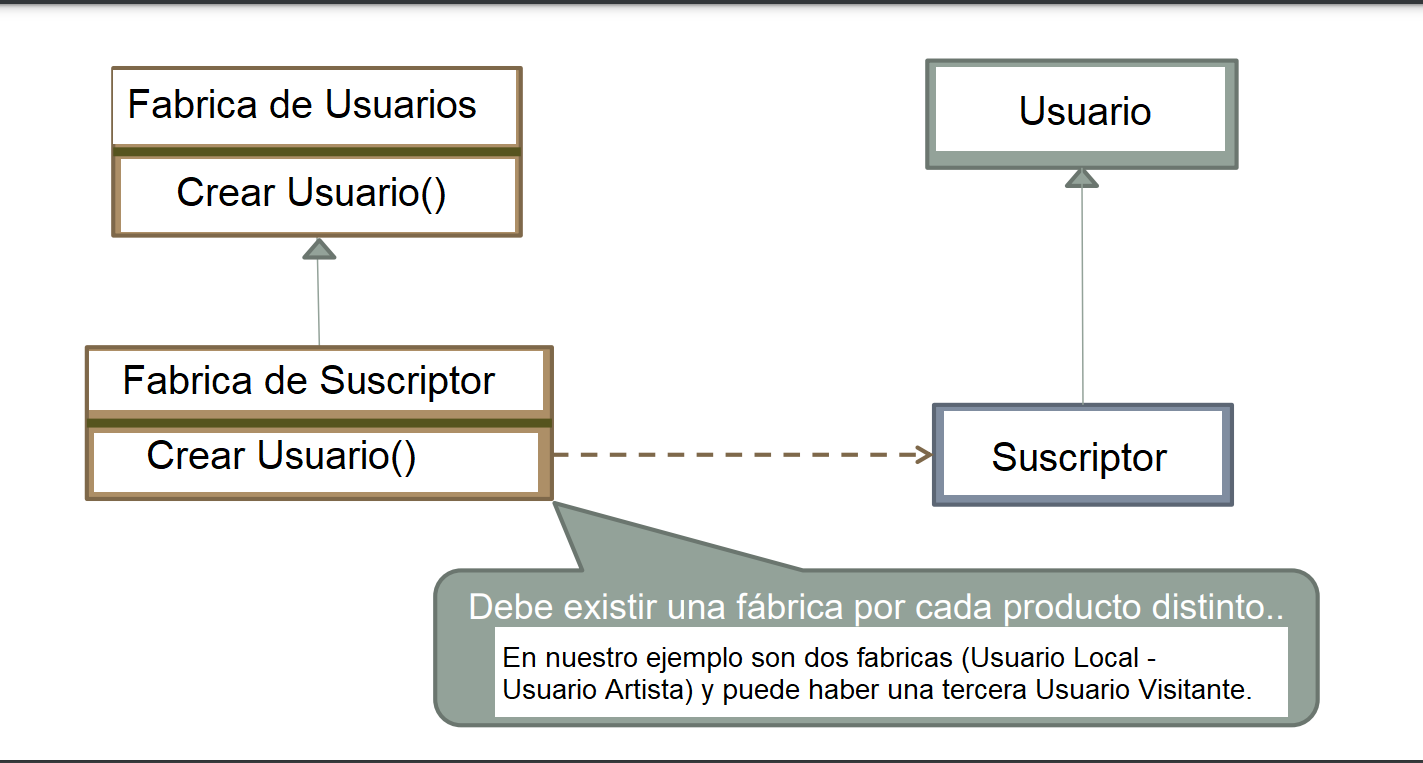 Fabrica de Usuarios
Crear Usuario()
Usuario
Fabrica de Suscriptor
Crear Usuario()
Suscriptor
Debe existir una fábrica por cada producto distinto..
En nuestro ejemplo son dos fabricas (Usuario Local -
Usuario Artista) y puede haber una tercera Usuario Visitante.